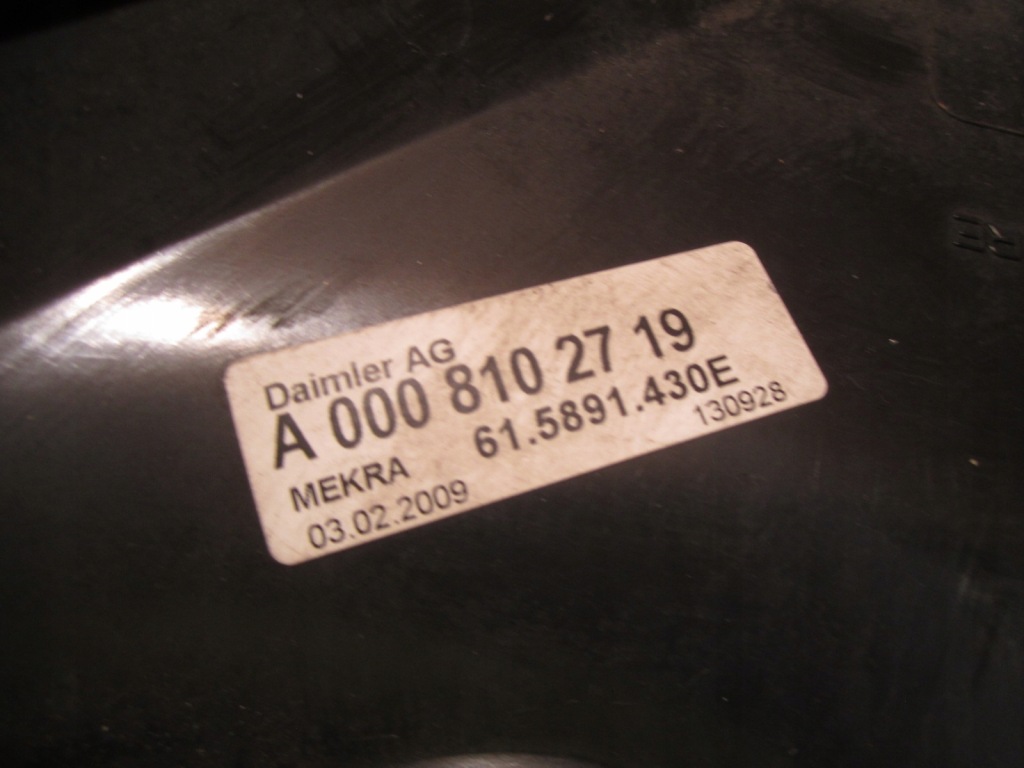 Daimler AG
A 000 810 27 19
61.5891.430E
MEKRA
130928
03.02.2009